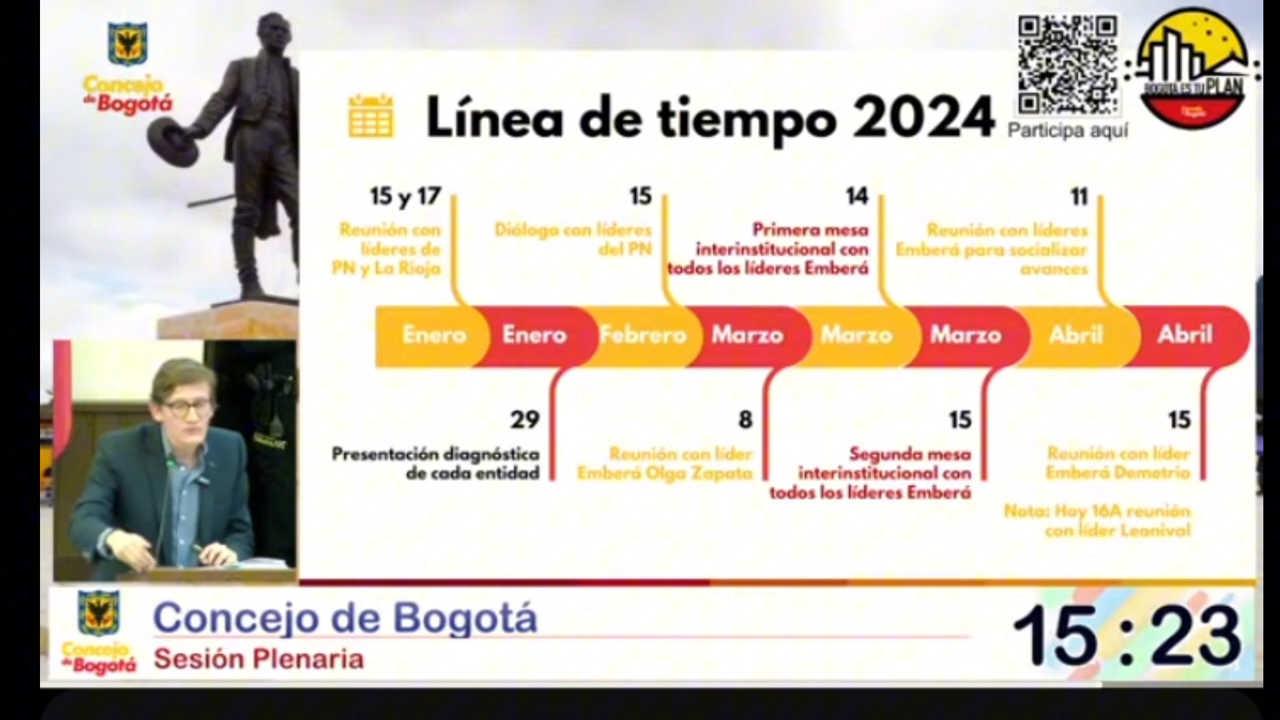 Concejo
de Bogotá
Línea de tiempo 2024
Participa aquí
BOGOTÁ ES TU PLAN
15 y 17
Reunión con
líderes de
PN y La Rioja
15
Diálogo con líderes
del PN
14
Primera mesa
interinstitucional con
todos los líderes Emberá
11
Reunión con líderes
Emberá para socializar
avances
Enero
Enero
Febrero
Marzo
Marzo
Marzo
Abril
Abril
29
Presentación diagnóstica
de cada entidad
8
Reunión con líder
Emberá Olga Zapata
15
Segunda mesa
interinstitucional con
todos los líderes Emberá
15
Reunión con líder
Emberá Demetrio
Nota: Hoy 16A reunión
con líder Leonival
Concejo
de Bogotá
Concejo de Bogotá
Sesión Plenaria
15:23